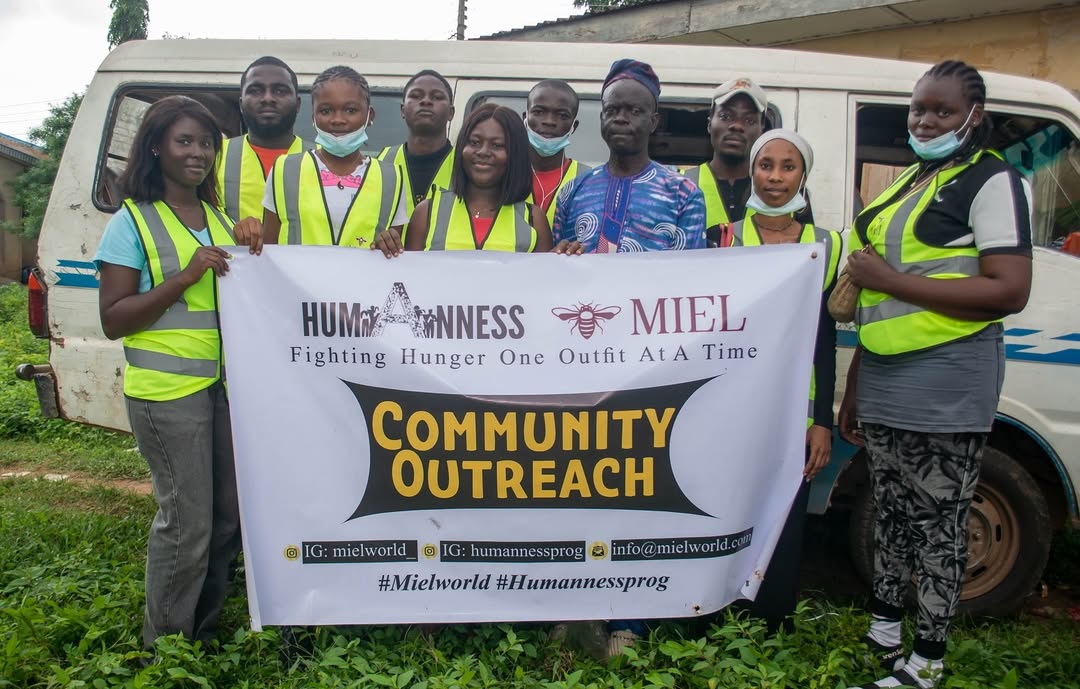 HUMANNESS MIEL
Fighting Hunger One Outfit At A Time
COMMUNITY
OUTREACH
IG: mielworld_ IG: humannessprog info@mielworld.com
#Mielworld #Humannessprog